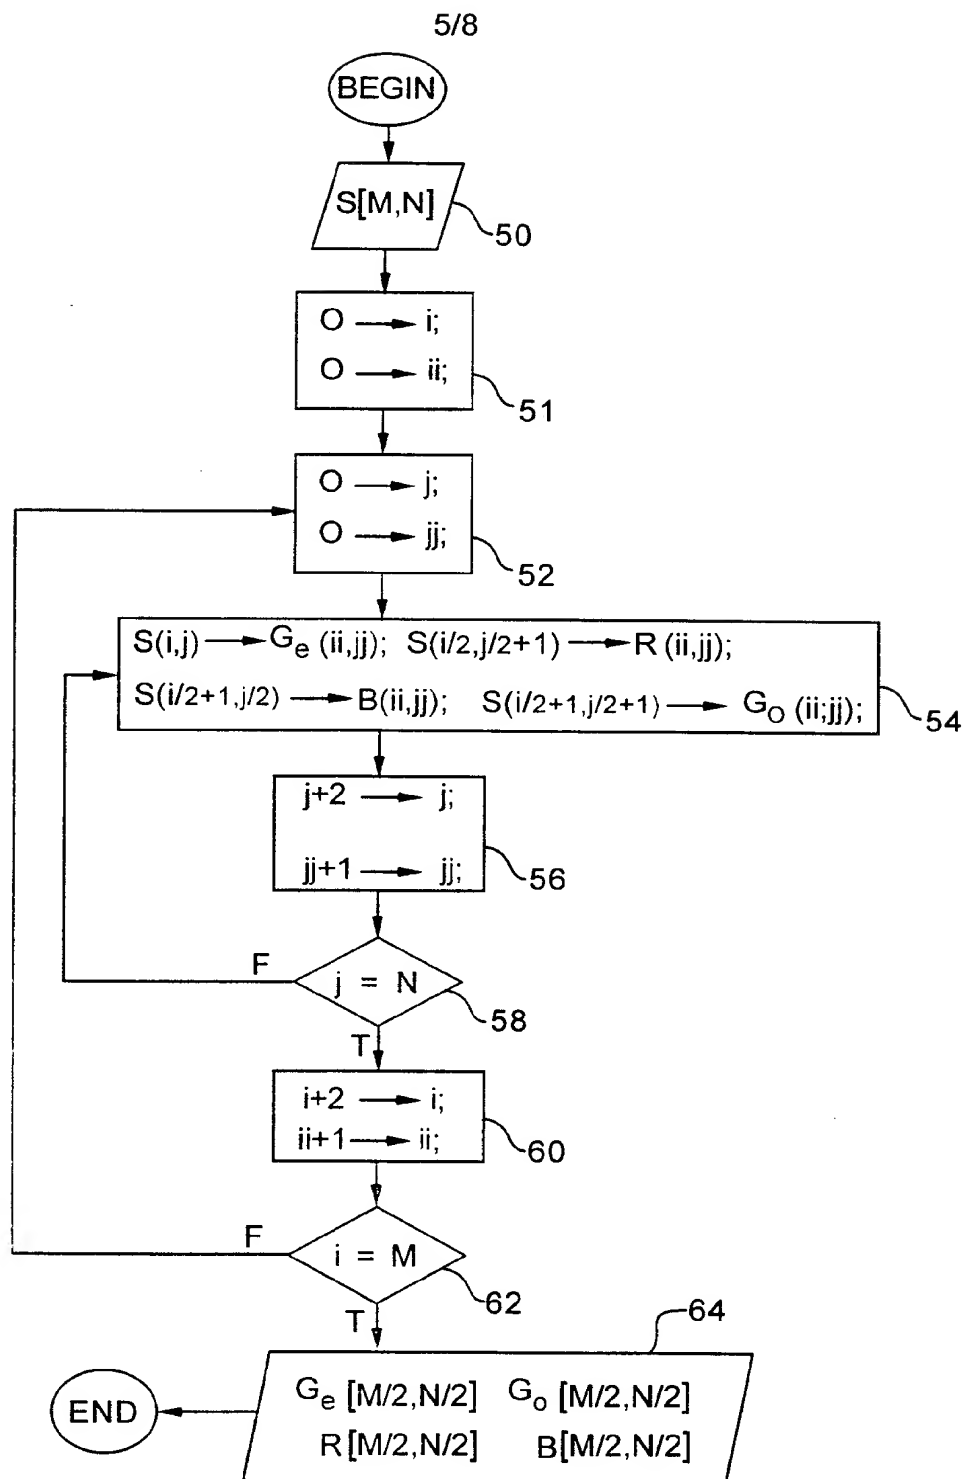 5/8
BEGIN
S[M,N]
50
O → i;
O → ii;
51
O → j;
O → jj;
52
S(i,j) → Ge (ii,jj); S(i/2,j/2+1) → R (ii,jj);
S(i/2+1,j/2) → B(ii,jj); S(i/2+1,j/2+1) → GO (ii;jj);
54
j+2 → j;
jj+1 → jj;
56
F
j = N
58
T
i+2 → i;
ii+1 → ii;
60
F
i = M
62
T
64
Ge [M/2,N/2] Go [M/2,N/2]
R[M/2,N/2] B[M/2,N/2]
END